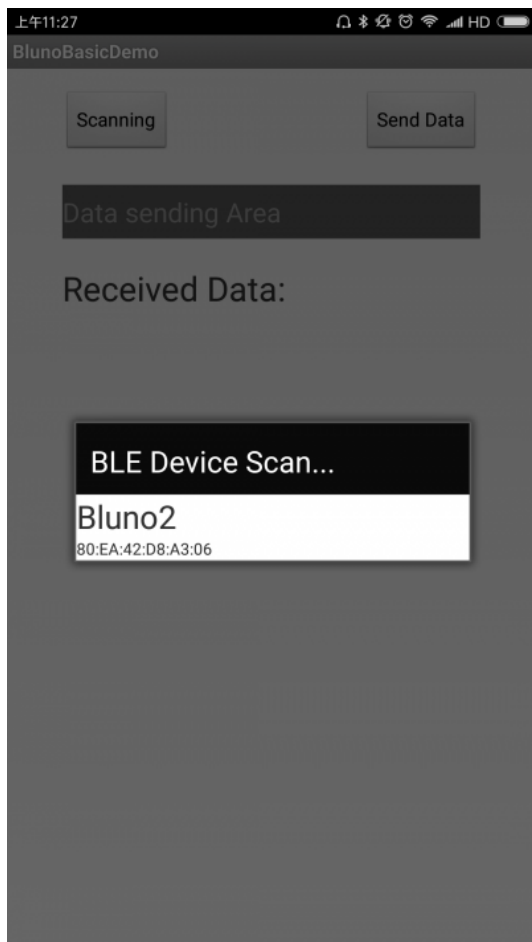 上午11:27 HD
BlunoBasicDemo
Scanning Send Data
Data sending Area
Received Data:
BLE Device Scan...
Bluno2
80:EA:42:D8:A3:06